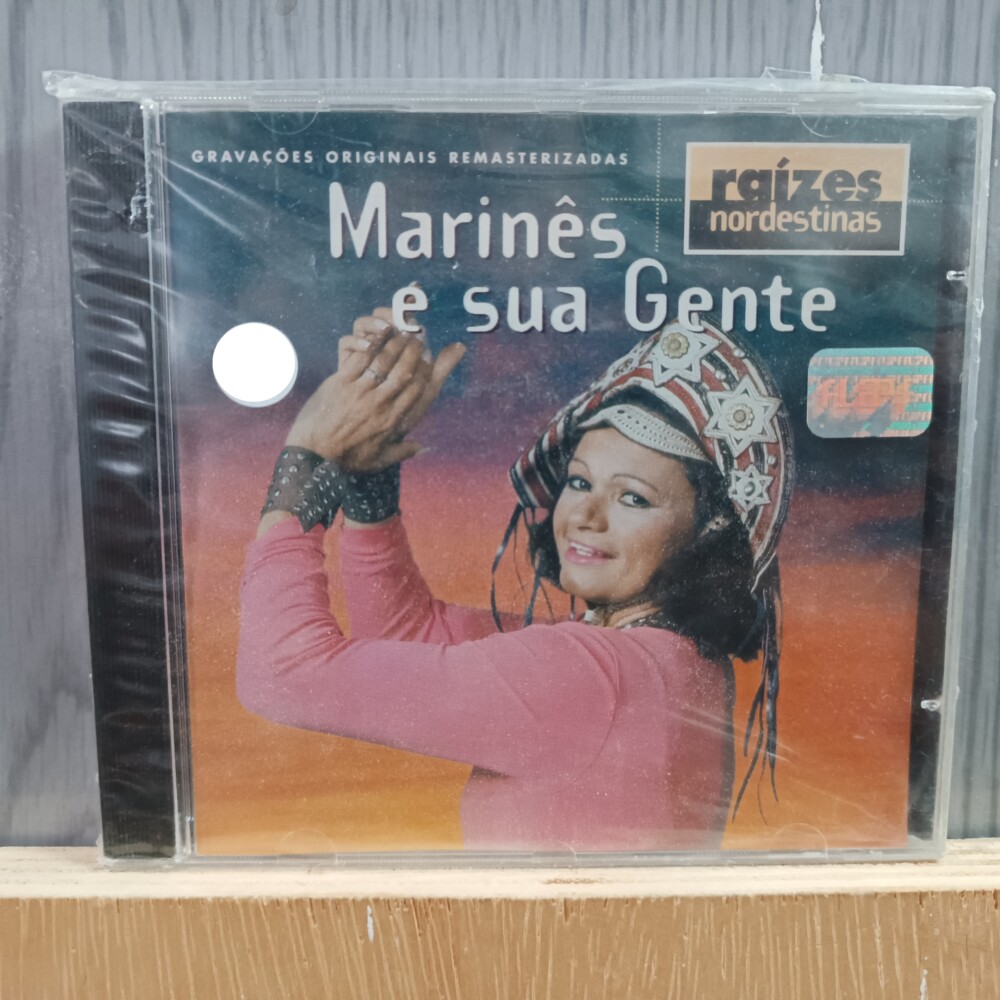 GRAVAÇÕES ORIGINAIS REMASTERIZADAS
raízes
nordestinas
Marinês
e sua Gente